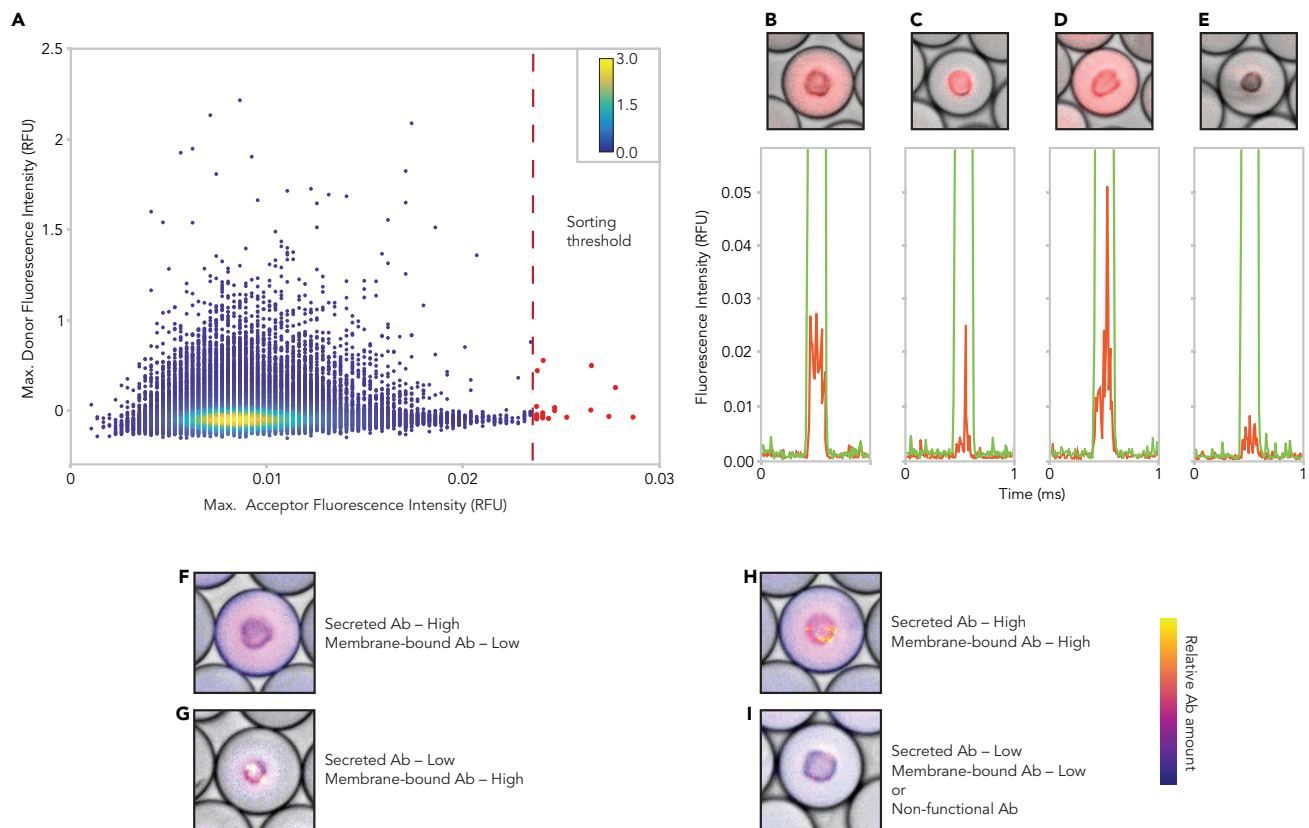 A
B
C
D
E
2.5
2
1.5
1
0
Max. Donor Fluorescence Intensity (RFU)
3.0
1.5
0.0
Sorting
threshold
0
0.01
0.02
0.03
Max. Acceptor Fluorescence Intensity (RFU)
0.05
0.04
0.03
0.02
0.01
0.00
Fluorescence Intensity (RFU)
0
0
1
0
1
0
1
Time (ms)
F
Secreted Ab – High
Membrane-bound Ab – Low
G
Secreted Ab – Low
Membrane-bound Ab – High
H
Secreted Ab – High
Membrane-bound Ab – High
I
Secreted Ab – Low
Membrane-bound Ab – Low
or
Non-functional Ab
Relative Ab amount